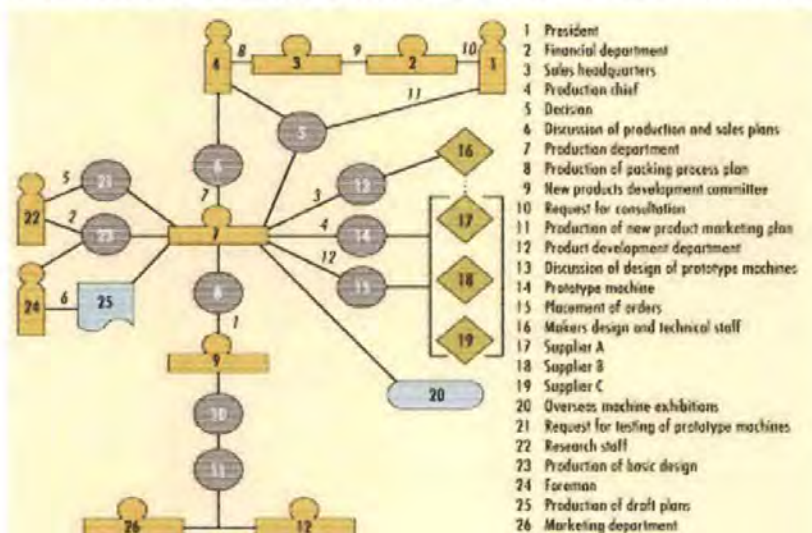 4 8 3 9 2 10 1
11
5
6
16
5 21
7
3 13
17
22 2 23
7
4 14
12
15
18
24 6 25
8
1
19
9
20
10
11
26 12
1 President
2 Financial department
3 Sales headquarters
4 Production chief
5 Decision
6 Discussion of production and sales plans
7 Production department
8 Production of packing process plan
9 New products development committee
10 Request for consultation
11 Production of new product marketing plan
12 Product development department
13 Discussion of design of prototype machines
14 Prototype machine
15 Placement of orders
16 Makers design and technical staff
17 Supplier A
18 Supplier B
19 Supplier C
20 Overseas machine exhibitions
21 Request for testing of prototype machines
22 Research staff
23 Production of basic design
24 Foreman
25 Production of draft plans
26 Marketing department